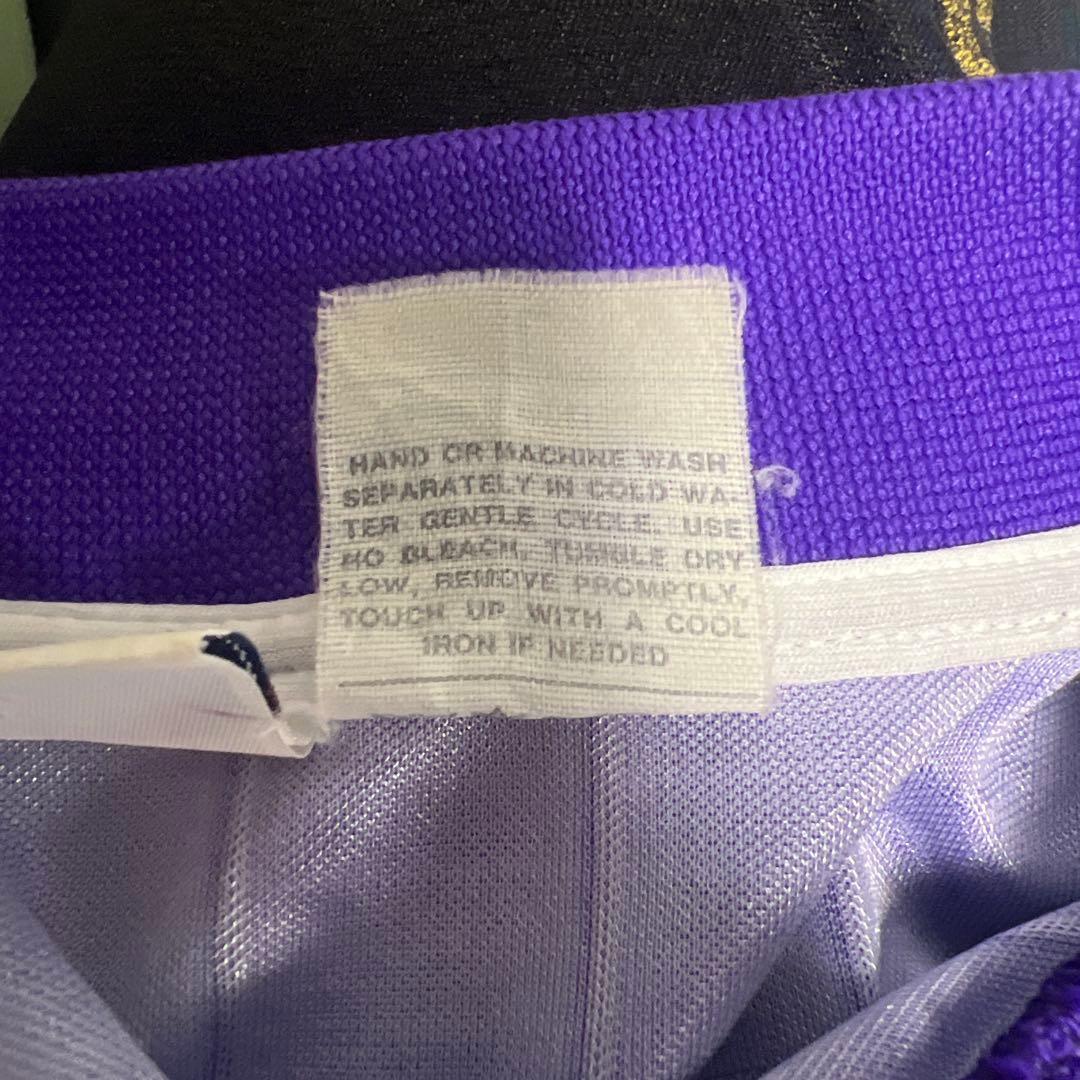 HAND OR MACHINE WASH
SEPARATELY IN COLD WA-
TER GENTLE CYCLE. USE
NO BLEACH, TUMBLE DRY
LOW, REMOVE PROMPTLY,
TOUCH UP WITH A COOL
IRON IF NEEDED